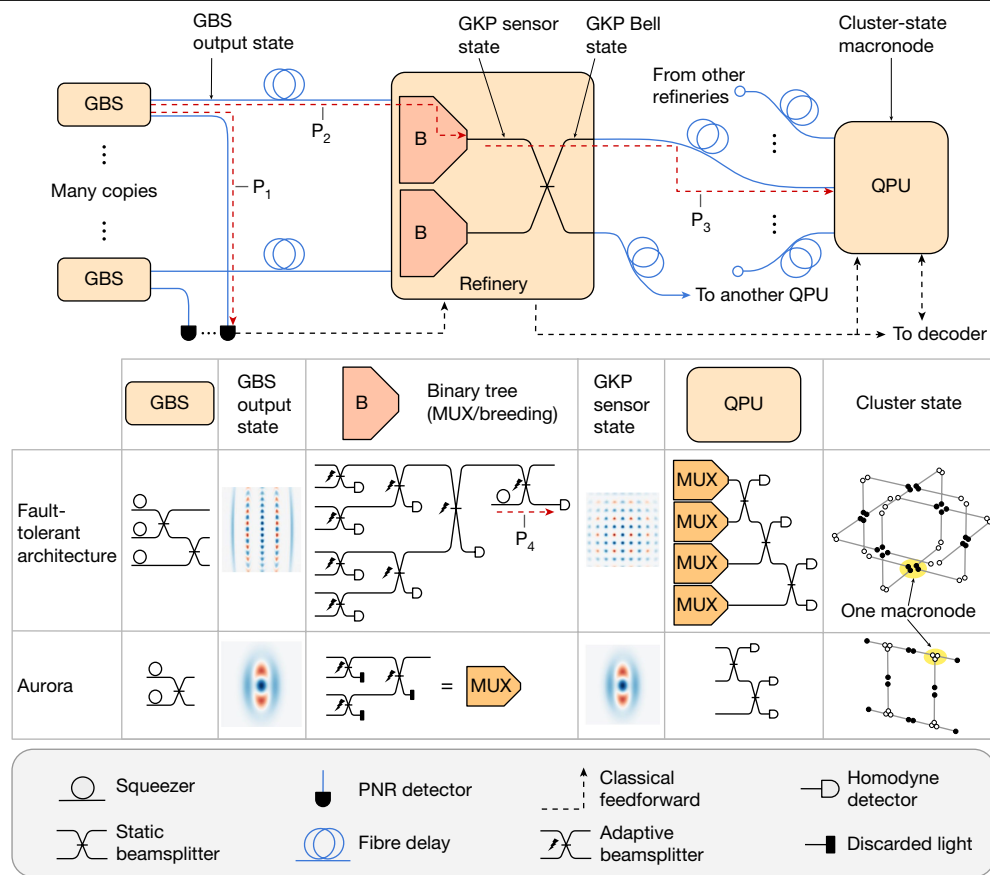 GBS
output state
GKP sensor
state
GKP Bell
state
Cluster-state
macronode
From other
refineries
GBS
P2
B
QPU
Many copies
P1
P3
B
GBS
Refinery
To another QPU
To decoder
GBS
GBS
output
state
B
Binary tree
(MUX/breeding)
GKP
sensor
state
QPU
Cluster state
Fault-
tolerant
architecture
P4
MUX
MUX
MUX
MUX
One macronode
Aurora
= MUX
Squeezer
PNR detector
Classical
feedforward
Homodyne
detector
Static
beamsplitter
Fibre delay
Adaptive
beamsplitter
Discarded light